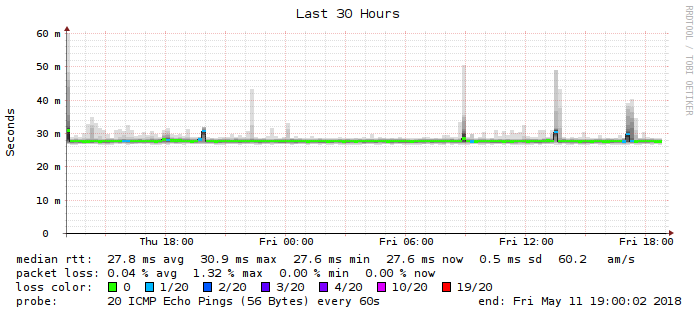 Last 30 Hours
RRDTOOL / TOBI OETIKER
Seconds
60 m
50 m
40 m
30 m
20 m
10 m
0
Thu 18:00 Fri 00:00 Fri 06:00 Fri 12:00 Fri 18:00
median rtt: 27.8 ms avg 30.9 ms max 27.6 ms min 27.6 ms now 0.5 ms sd 60.2 am/s
packet loss: 0.04 % avg 1.32 % max 0.00 % min 0.00 % now
loss color: 0 1/20 2/20 3/20 4/20 10/20 19/20
probe: 20 ICMP Echo Pings (56 Bytes) every 60s end: Fri May 11 19:00:02 2018